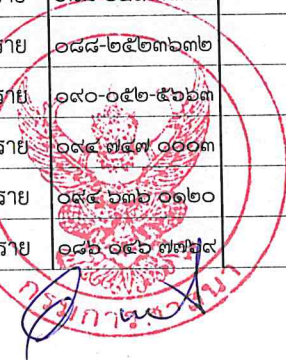 ราย ๐๘๘-๒๕๒๓๖๓๒
ราย ๐๙๐-๐๕๒-๕๖๖๓
ราย ๐๙๔ ๗๔๗ ๐๐๐๓
ราย ๐๙๔ ๖๓๖ ๐๑๒๐
ราย ๐๘๖ ๐๔๖ ๗๗๖๙